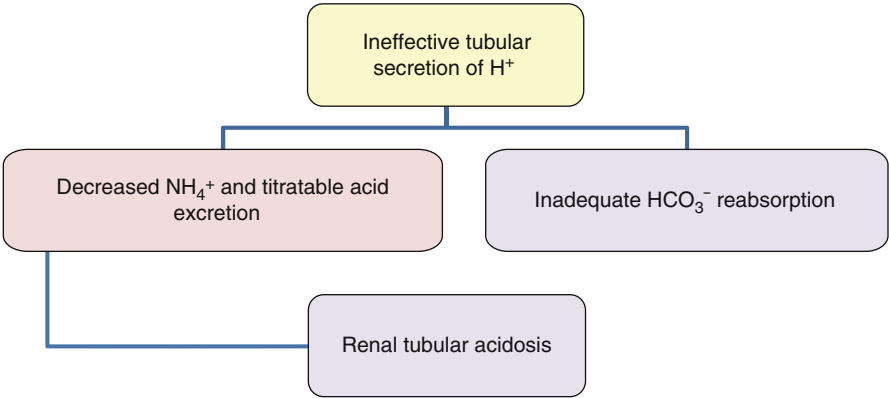 Ineffective tubular
secretion of H⁺
Decreased NH₄⁺ and titratable acid
excretion
Inadequate HCO₃⁻ reabsorption
Renal tubular acidosis